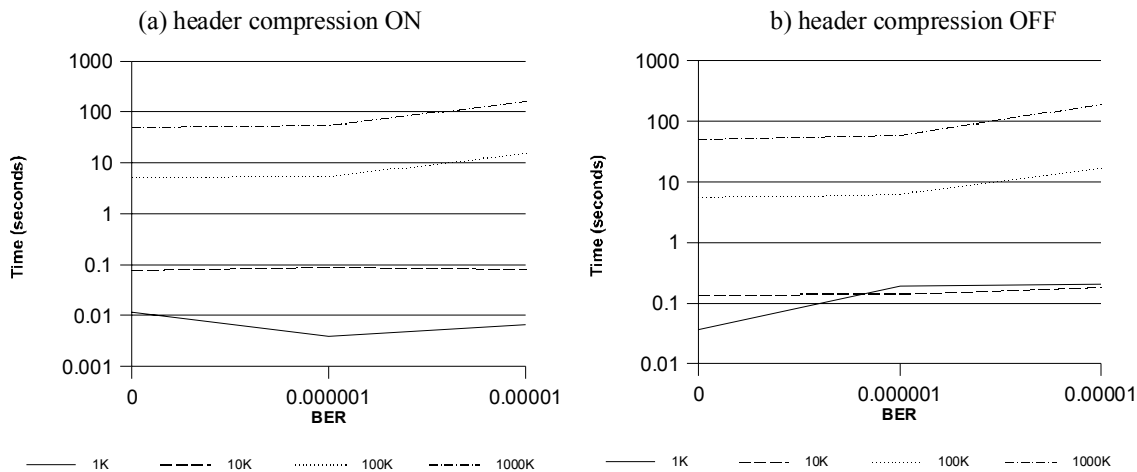 (a) header compression ON
1000
100
10
1
0.1
0.01
0.001
Time (seconds)
0 0.000001 0.00001
BER
1K 10K 100K 1000K
b) header compression OFF
1000
100
10
1
0.1
0.01
Time (seconds)
0 0.000001 0.00001
BER
1K 10K 100K 1000K